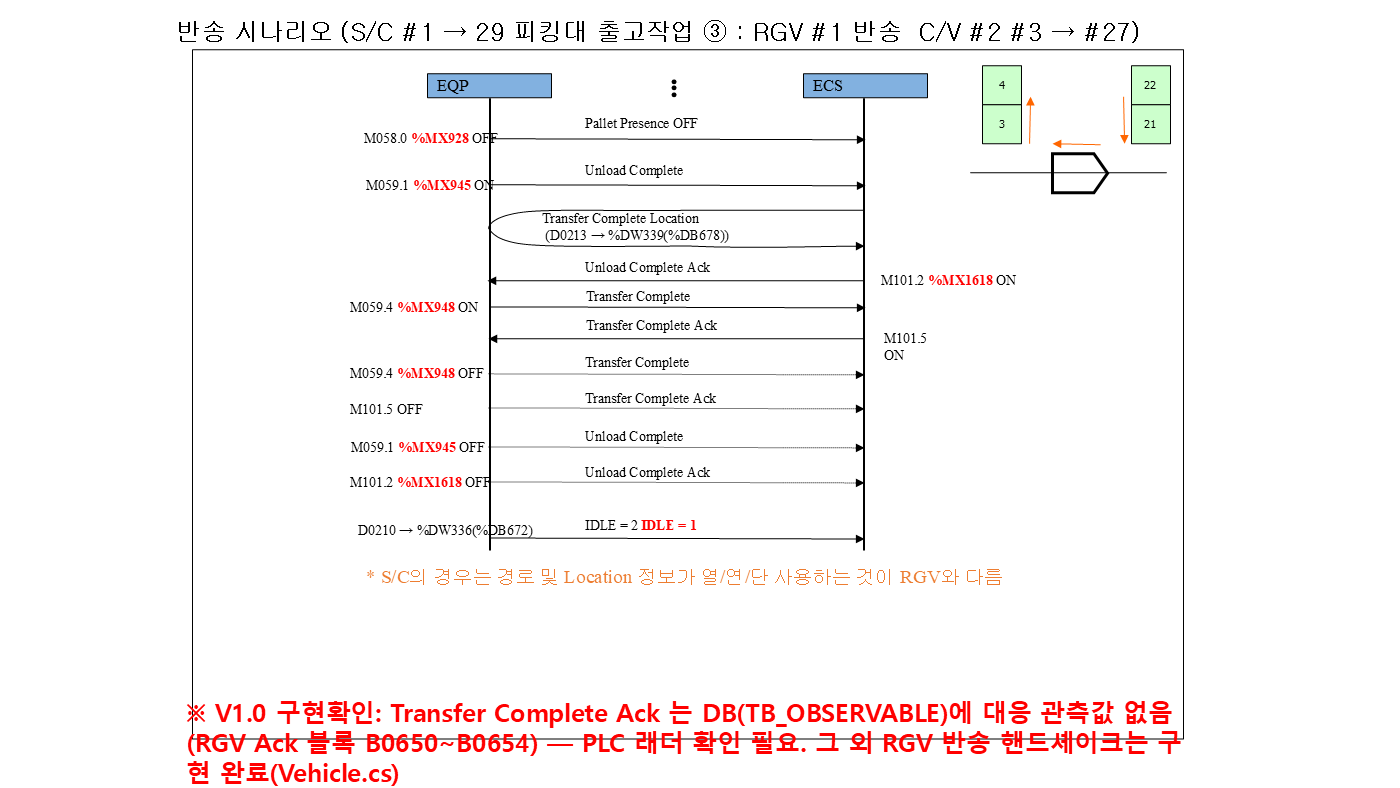 반송 시나리오 (S/C #1 → 29 피킹대 출고작업 ③ : RGV #1 반송  C/V #2 #3 → #27)
EQP
⋮
ECS
4
3
22
21
Pallet Presence OFF
M058.0 %MX928 OFF
Unload Complete
M059.1 %MX945 ON
Transfer Complete Location
(D0213 → %DW339(%DB678))
Unload Complete Ack
M101.2 %MX1618 ON
Transfer Complete
M059.4 %MX948 ON
Transfer Complete Ack
M101.5
ON
Transfer Complete
M059.4 %MX948 OFF
Transfer Complete Ack
M101.5 OFF
Unload Complete
M059.1 %MX945 OFF
Unload Complete Ack
M101.2 %MX1618 OFF
D0210 → %DW336(%DB672)
IDLE = 2 IDLE = 1
* S/C의 경우는 경로 및 Location 정보가 열/연/단 사용하는 것이 RGV와 다름
※ V1.0 구현확인: Transfer Complete Ack 는 DB(TB_OBSERVABLE)에 대응 관측값 없음
(RGV Ack 블록 B0650~B0654) — PLC 래더 확인 필요. 그 외 RGV 반송 핸드셰이크는 구
현 완료(Vehicle.cs)